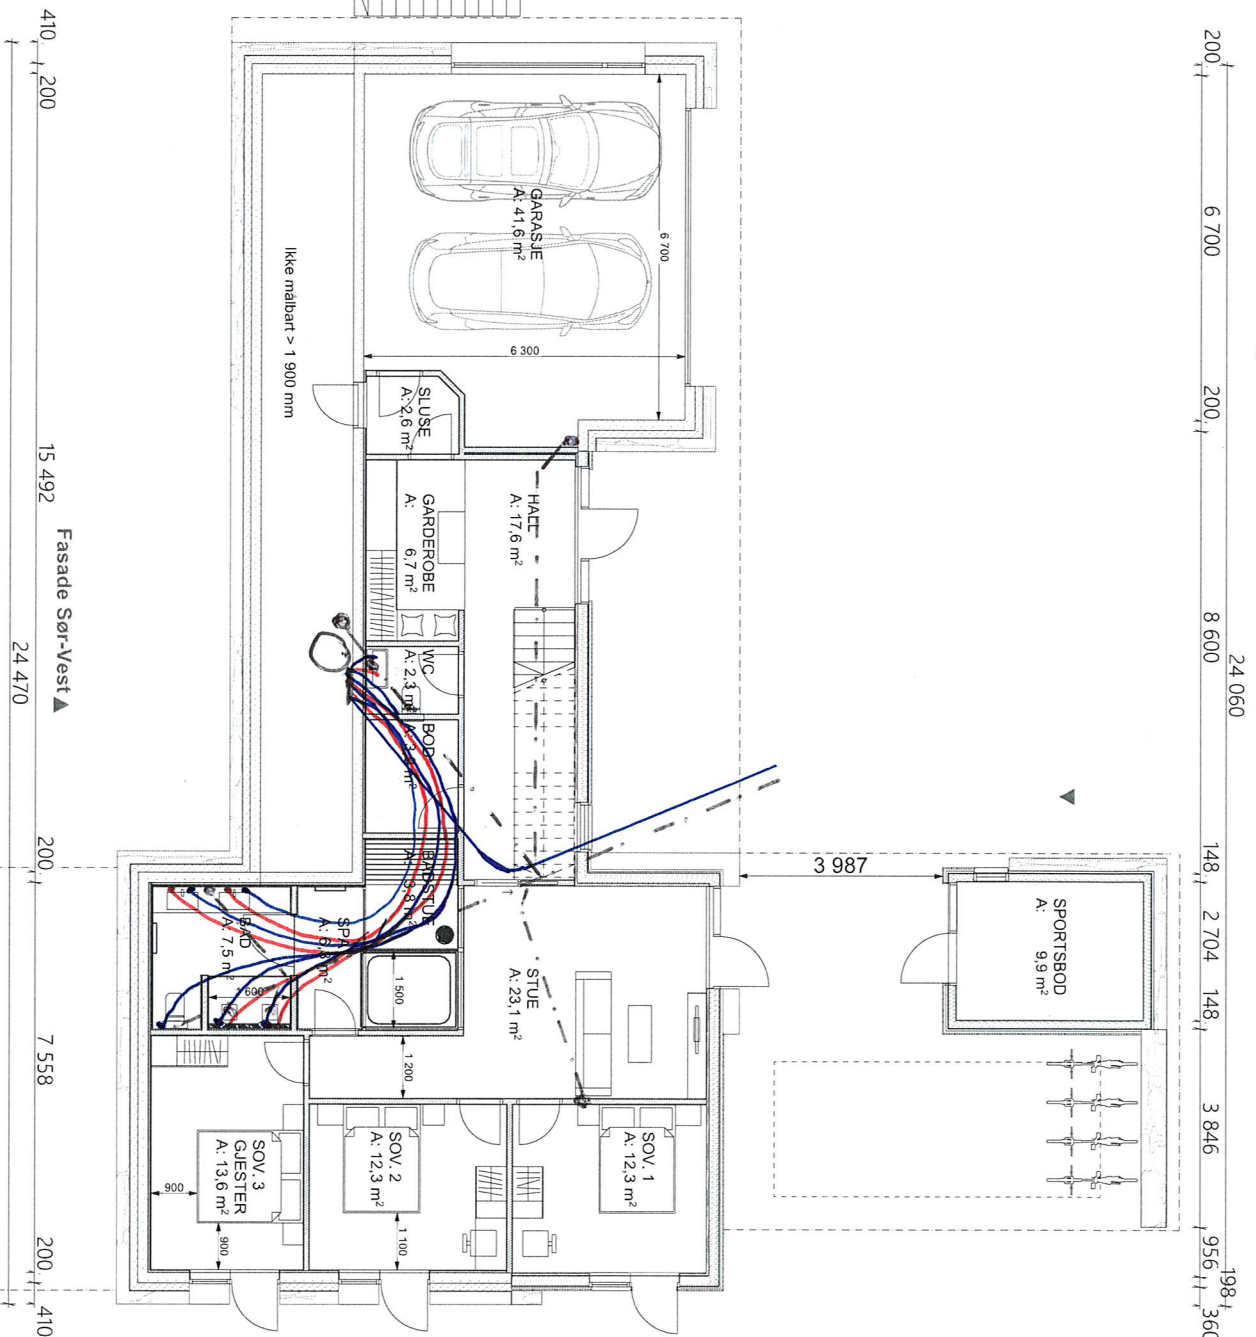 410
200
15 492
200
7 558
200
410
24 470
Fasade Sør-Vest
200
6 700
200
8 600
148
2 704
148
3 846
956
198
360
24 060
3 987
Ikke målbart > 1 900 mm
GARASJE
A: 41,6 m²
6 700
6 300
SLUSE
A: 2,6 m²
HALL
A: 17,6 m²
GARDEROBE
A: 6,7 m²
WC
A: 2,3 m²
BOD
BADSTUE
A: 3,8 m²
SPA
BAD
A: 7,5 m²
1 600
1 500
STUE
A: 23,1 m²
1 200
SPORTSBOD
A: 9,9 m²
SOV. 1
A: 12,3 m²
SOV. 2
A: 12,3 m²
1 100
SOV. 3
GJESTER
A: 13,6 m²
900
900